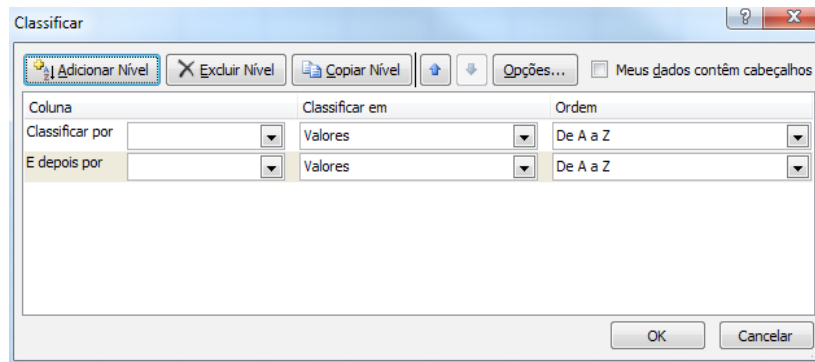 Classificar
Adicionar Nível Excluir Nível Copiar Nível Opções... Meus dados contêm cabeçalhos
Coluna Classificar em Ordem
Classificar por Valores De A a Z
E depois por Valores De A a Z
OK Cancelar